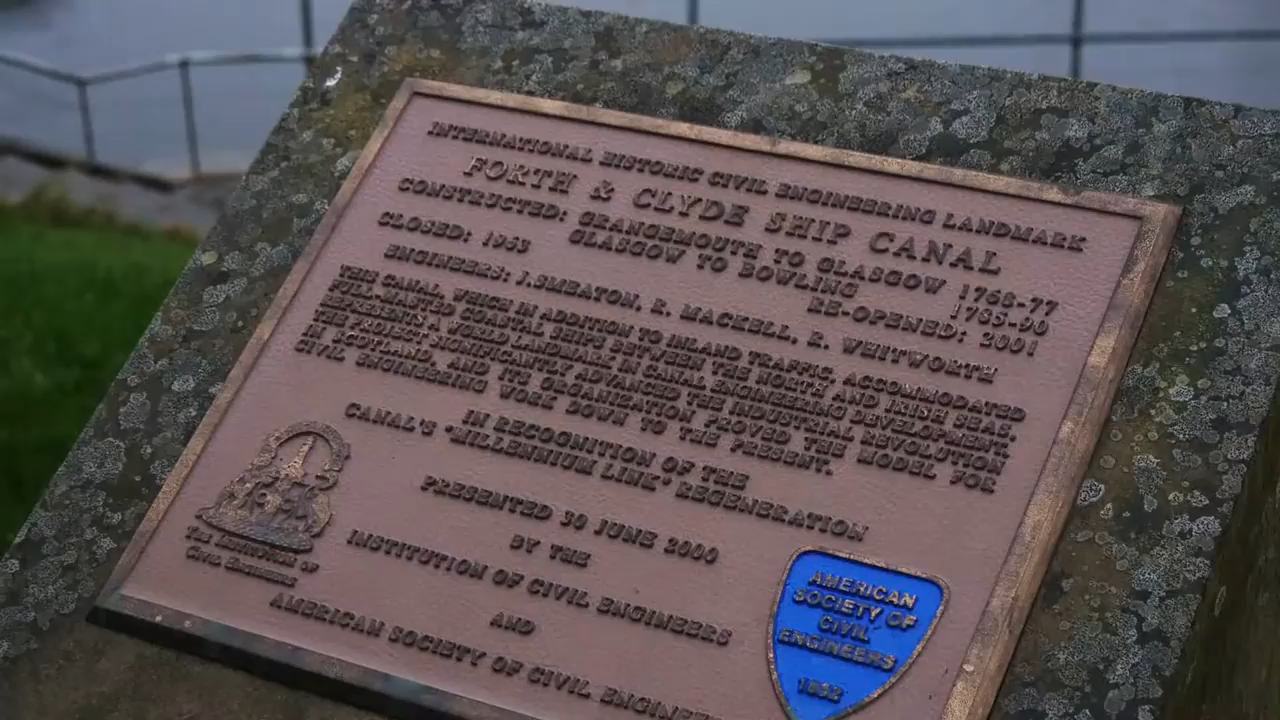 INTERNATIONAL HISTORIC CIVIL ENGINEERING LANDMARK
FORTH & CLYDE SHIP CANAL
CONSTRUCTED: GRANGEMOUTH TO GLASGOW 1768-77
GLASGOW TO BOWLING 1785-90
CLOSED: 1963 RE-OPENED: 2001
ENGINEERS: J.SMEATON, R. MACKELL, R. WHITWORTH
THIS CANAL, WHICH IN ADDITION TO INLAND TRAFFIC, ACCOMMODATED
FULL-MASTED COASTAL SHIPS BETWEEN THE NORTH AND IRISH SEAS,
REPRESENTS A WORLD LANDMARK IN CANAL ENGINEERING DEVELOPMENT.
THE PROJECT SIGNIFICANTLY ADVANCED THE INDUSTRIAL REVOLUTION
IN SCOTLAND, AND ITS ORGANIZATION PROVED THE MODEL FOR
CIVIL ENGINEERING WORK DOWN TO THE PRESENT.
IN RECOGNITION OF THE
CANAL'S "MILLENNIUM LINK" REGENERATION
PRESENTED 30 JUNE 2000
BY THE
INSTITUTION OF CIVIL ENGINEERS
AND
AMERICAN SOCIETY OF CIVIL ENGINEE
THE INSTITUTION OF
CIVIL ENGINEERS
AMERICAN
SOCIETY OF
CIVIL
ENGINEERS
1852